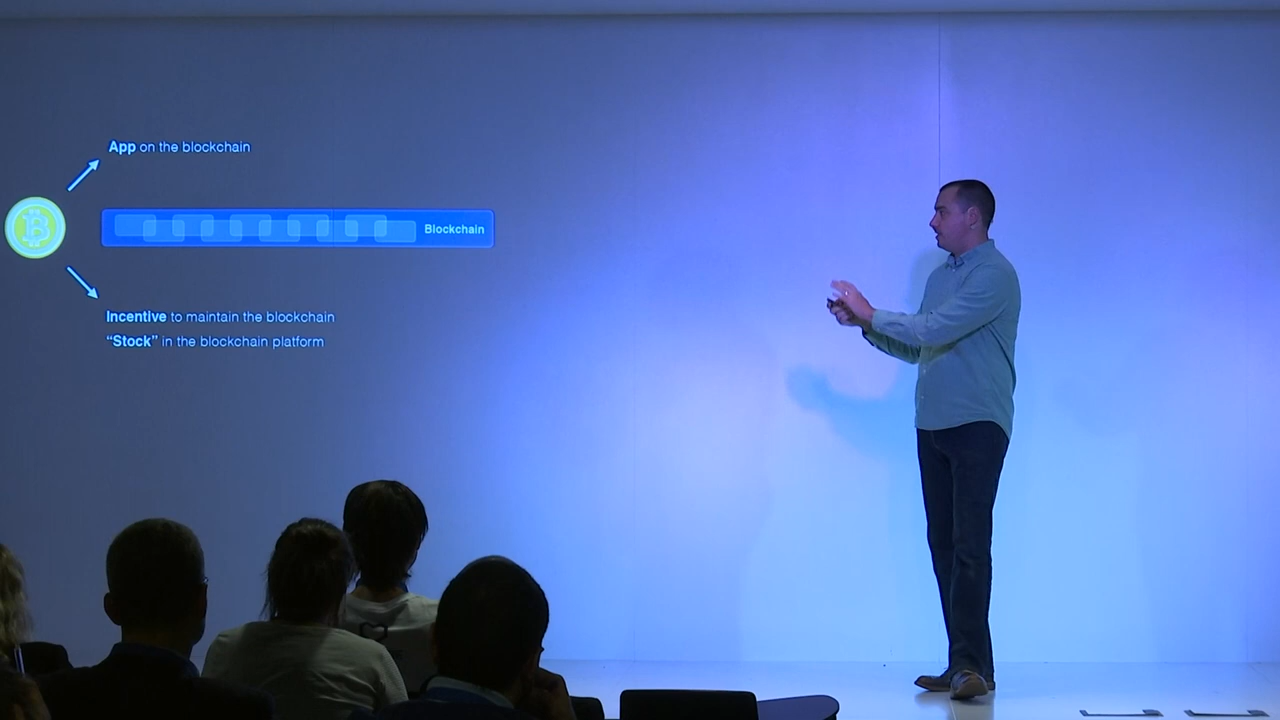 App on the blockchain
Blockchain
Incentive to maintain the blockchain
“Stock” in the blockchain platform